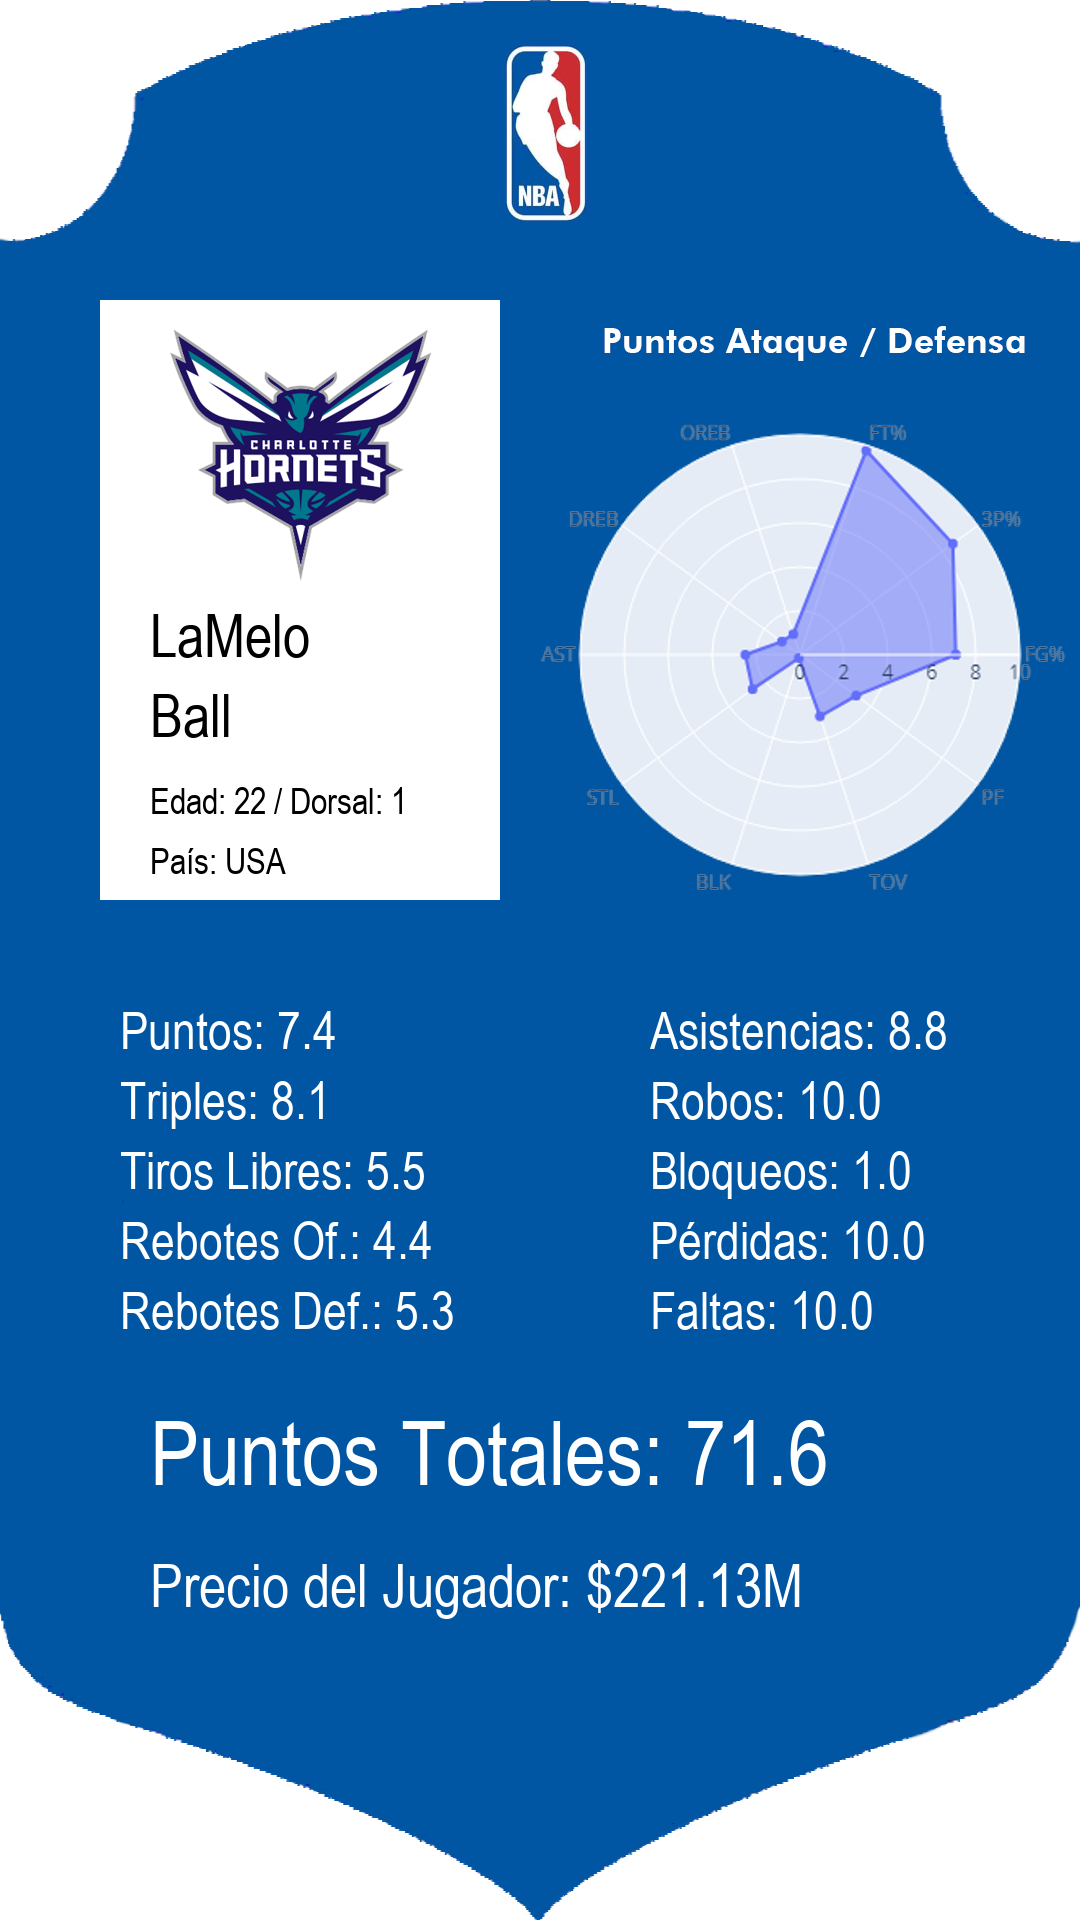 NBA
CHARLOTTE
HORNETS
LaMelo
Ball
Edad: 22 / Dorsal: 1
País: USA
Puntos Ataque / Defensa
OREB
FT%
DREB
3P%
AST
FG%
0 2 4 6 8 10
STL
PF
BLK
TOV
Puntos: 7.4
Triples: 8.1
Tiros Libres: 5.5
Rebotes Of.: 4.4
Rebotes Def.: 5.3
Asistencias: 8.8
Robos: 10.0
Bloqueos: 1.0
Pérdidas: 10.0
Faltas: 10.0
Puntos Totales: 71.6
Precio del Jugador: $221.13M